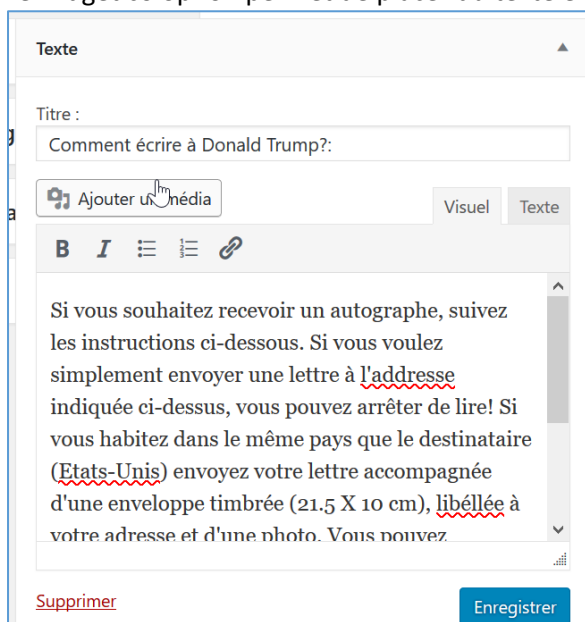 Texte
Titre :
Comment écrire à Donald Trump?:
Ajouter un média
Visuel Texte
B I
Si vous souhaitez recevoir un autographe, suivez
les instructions ci-dessous. Si vous voulez
simplement envoyer une lettre à l'addresse
indiquée ci-dessus, vous pouvez arrêter de lire! Si
vous habitez dans le même pays que le destinataire
(Etats-Unis) envoyez votre lettre accompagnée
d'une enveloppe timbrée (21.5 X 10 cm), libéllée à
votre adresse et d'une photo. Vous pouvez
Supprimer
Enregistrer